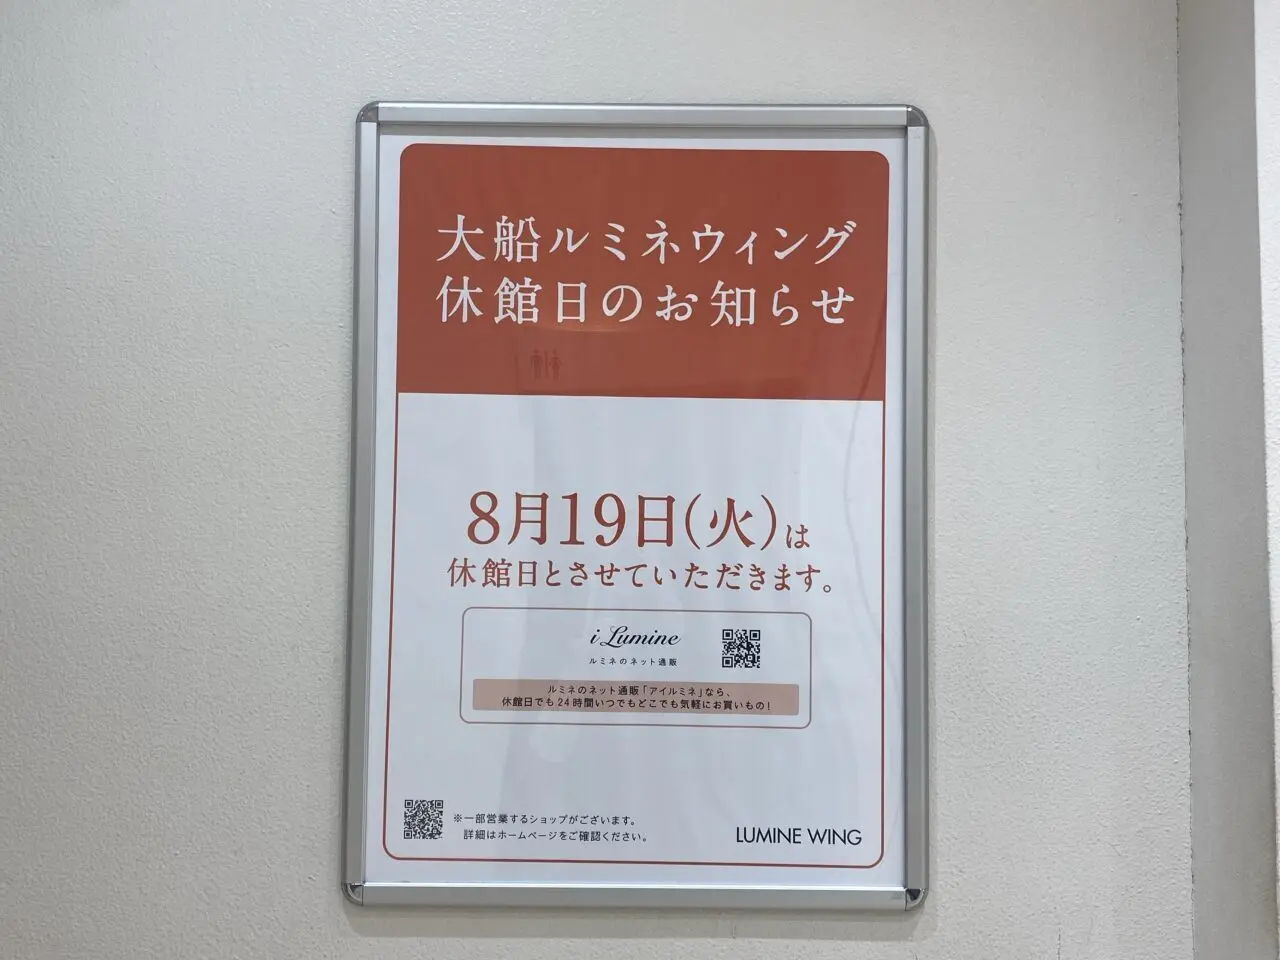 大船ルミネウィング
休館日のお知らせ
8月19日(火)は
休館日とさせていただきます。
i Lumine
ルミネのネット通販
ルミネのネット通販「アイルミネ」なら、
休館日でも24時間いつでもどこでも気軽にお買いもの!
※一部営業するショップがございます。
詳細はホームページをご確認ください。
LUMINE WING